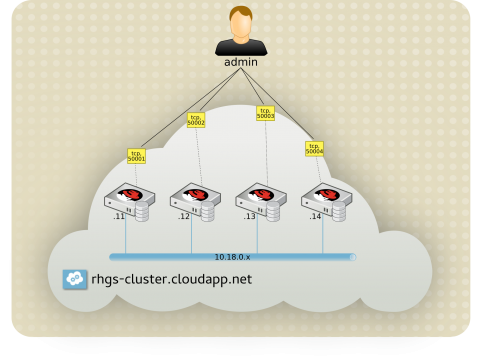 admin
tcp,
50001
tcp,
50002
tcp,
50003
tcp,
50004
.11
.12
.13
.14
10.18.0.x
rhgs-cluster.cloudapp.net